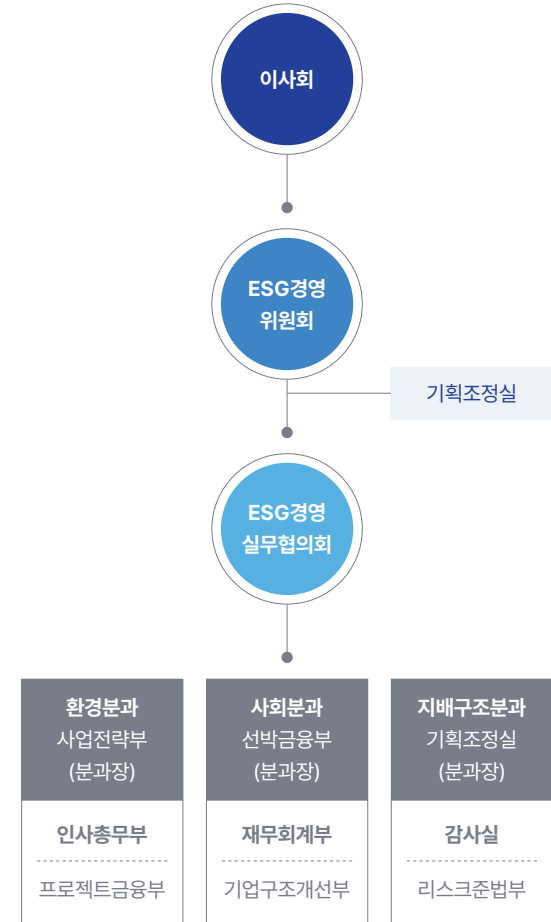 이사회
ESG경영
위원회
기획조정실
ESG경영
실무협의회
환경분과
사업전략부
(분과장)
인사총무부
프로젝트금융부
사회분과
선박금융부
(분과장)
재무회계부
기업구조개선부
지배구조분과
기획조정실
(분과장)
감사실
리스크준법부